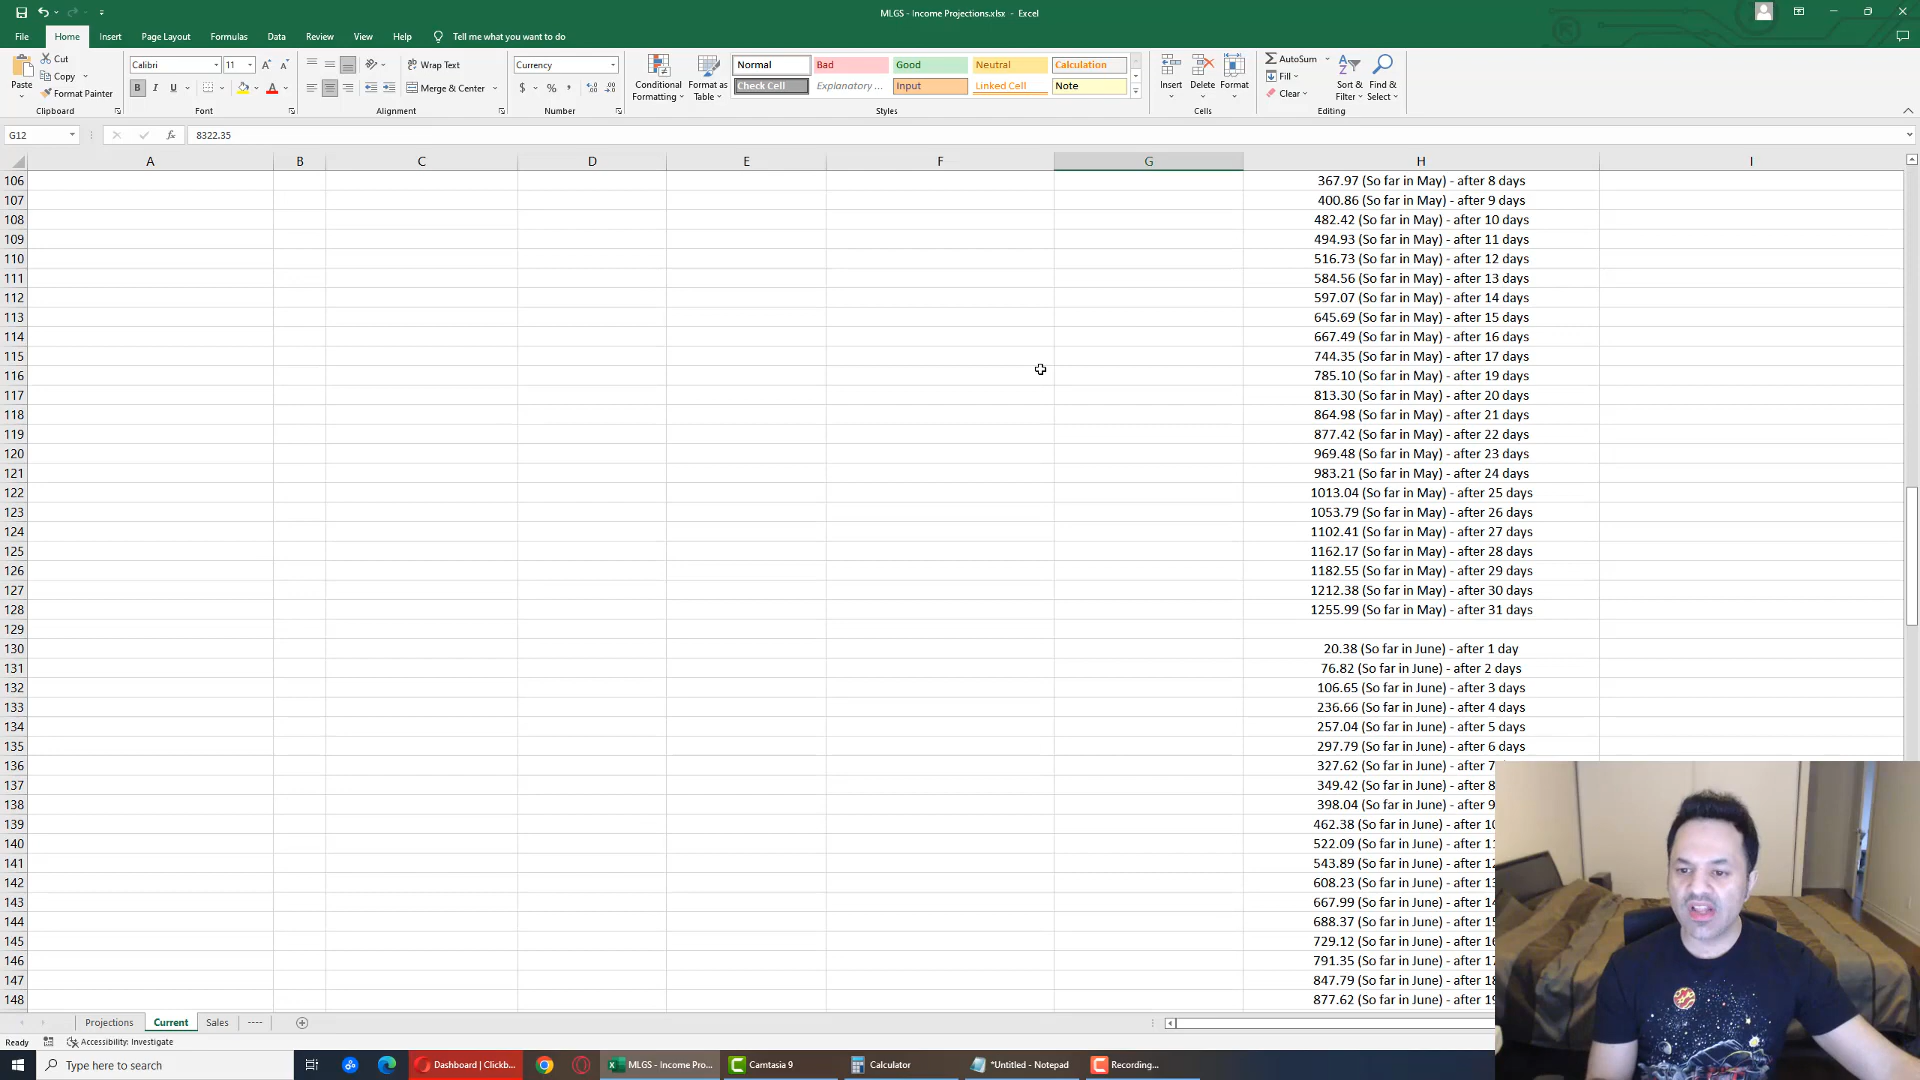 MLGS - Income Projections.xlsx - Excel
File Home Insert Page Layout Formulas Data Review View Help Tell me what you want to do
Paste
Cut
Copy
Format Painter
Clipboard
Calibri 11
B I U
Font
Wrap Text
Merge & Center
Alignment
Currency
$ % ,
Number
Conditional Formatting
Format as Table
Normal Bad Good Neutral Calculation
Check Cell Explanatory ... Input Linked Cell Note
Styles
Insert Delete Format
Cells
AutoSum
Fill
Clear
Sort & Filter
Find & Select
Editing
G12 fx 8322.35
A B C D E F G H I
106 367.97 (So far in May) - after 8 days
107 400.86 (So far in May) - after 9 days
108 482.42 (So far in May) - after 10 days
109 494.93 (So far in May) - after 11 days
110 516.73 (So far in May) - after 12 days
111 584.56 (So far in May) - after 13 days
112 597.07 (So far in May) - after 14 days
113 645.69 (So far in May) - after 15 days
114 667.49 (So far in May) - after 16 days
115 744.35 (So far in May) - after 17 days
116 785.10 (So far in May) - after 19 days
117 813.30 (So far in May) - after 20 days
118 864.98 (So far in May) - after 21 days
119 877.42 (So far in May) - after 22 days
120 969.48 (So far in May) - after 23 days
121 983.21 (So far in May) - after 24 days
122 1013.04 (So far in May) - after 25 days
123 1053.79 (So far in May) - after 26 days
124 1102.41 (So far in May) - after 27 days
125 1162.17 (So far in May) - after 28 days
126 1182.55 (So far in May) - after 29 days
127 1212.38 (So far in May) - after 30 days
128 1255.99 (So far in May) - after 31 days
129
130 20.38 (So far in June) - after 1 day
131 76.82 (So far in June) - after 2 days
132 106.65 (So far in June) - after 3 days
133 236.66 (So far in June) - after 4 days
134 257.04 (So far in June) - after 5 days
135 297.79 (So far in June) - after 6 days
136 327.62 (So far in June) - after 7
137 349.42 (So far in June) - after 8
138 398.04 (So far in June) - after 9
139 462.38 (So far in June) - after
140 522.09 (So far in June) - after
141 543.89 (So far in June) - after
142 608.23 (So far in June) - after
143 667.99 (So far in June) - after
144 688.37 (So far in June) - after
145 729.12 (So far in June) - after
146 791.35 (So far in June) - after
147 847.79 (So far in June) - after
148 877.62 (So far in June) - after
Projections Current Sales ----
Ready Accessibility: Investigate
Type here to search
Dashboard | Clickb...
MLGS - Income Pro...
Camtasia 9
Calculator
*Untitled - Notepad
Recording...